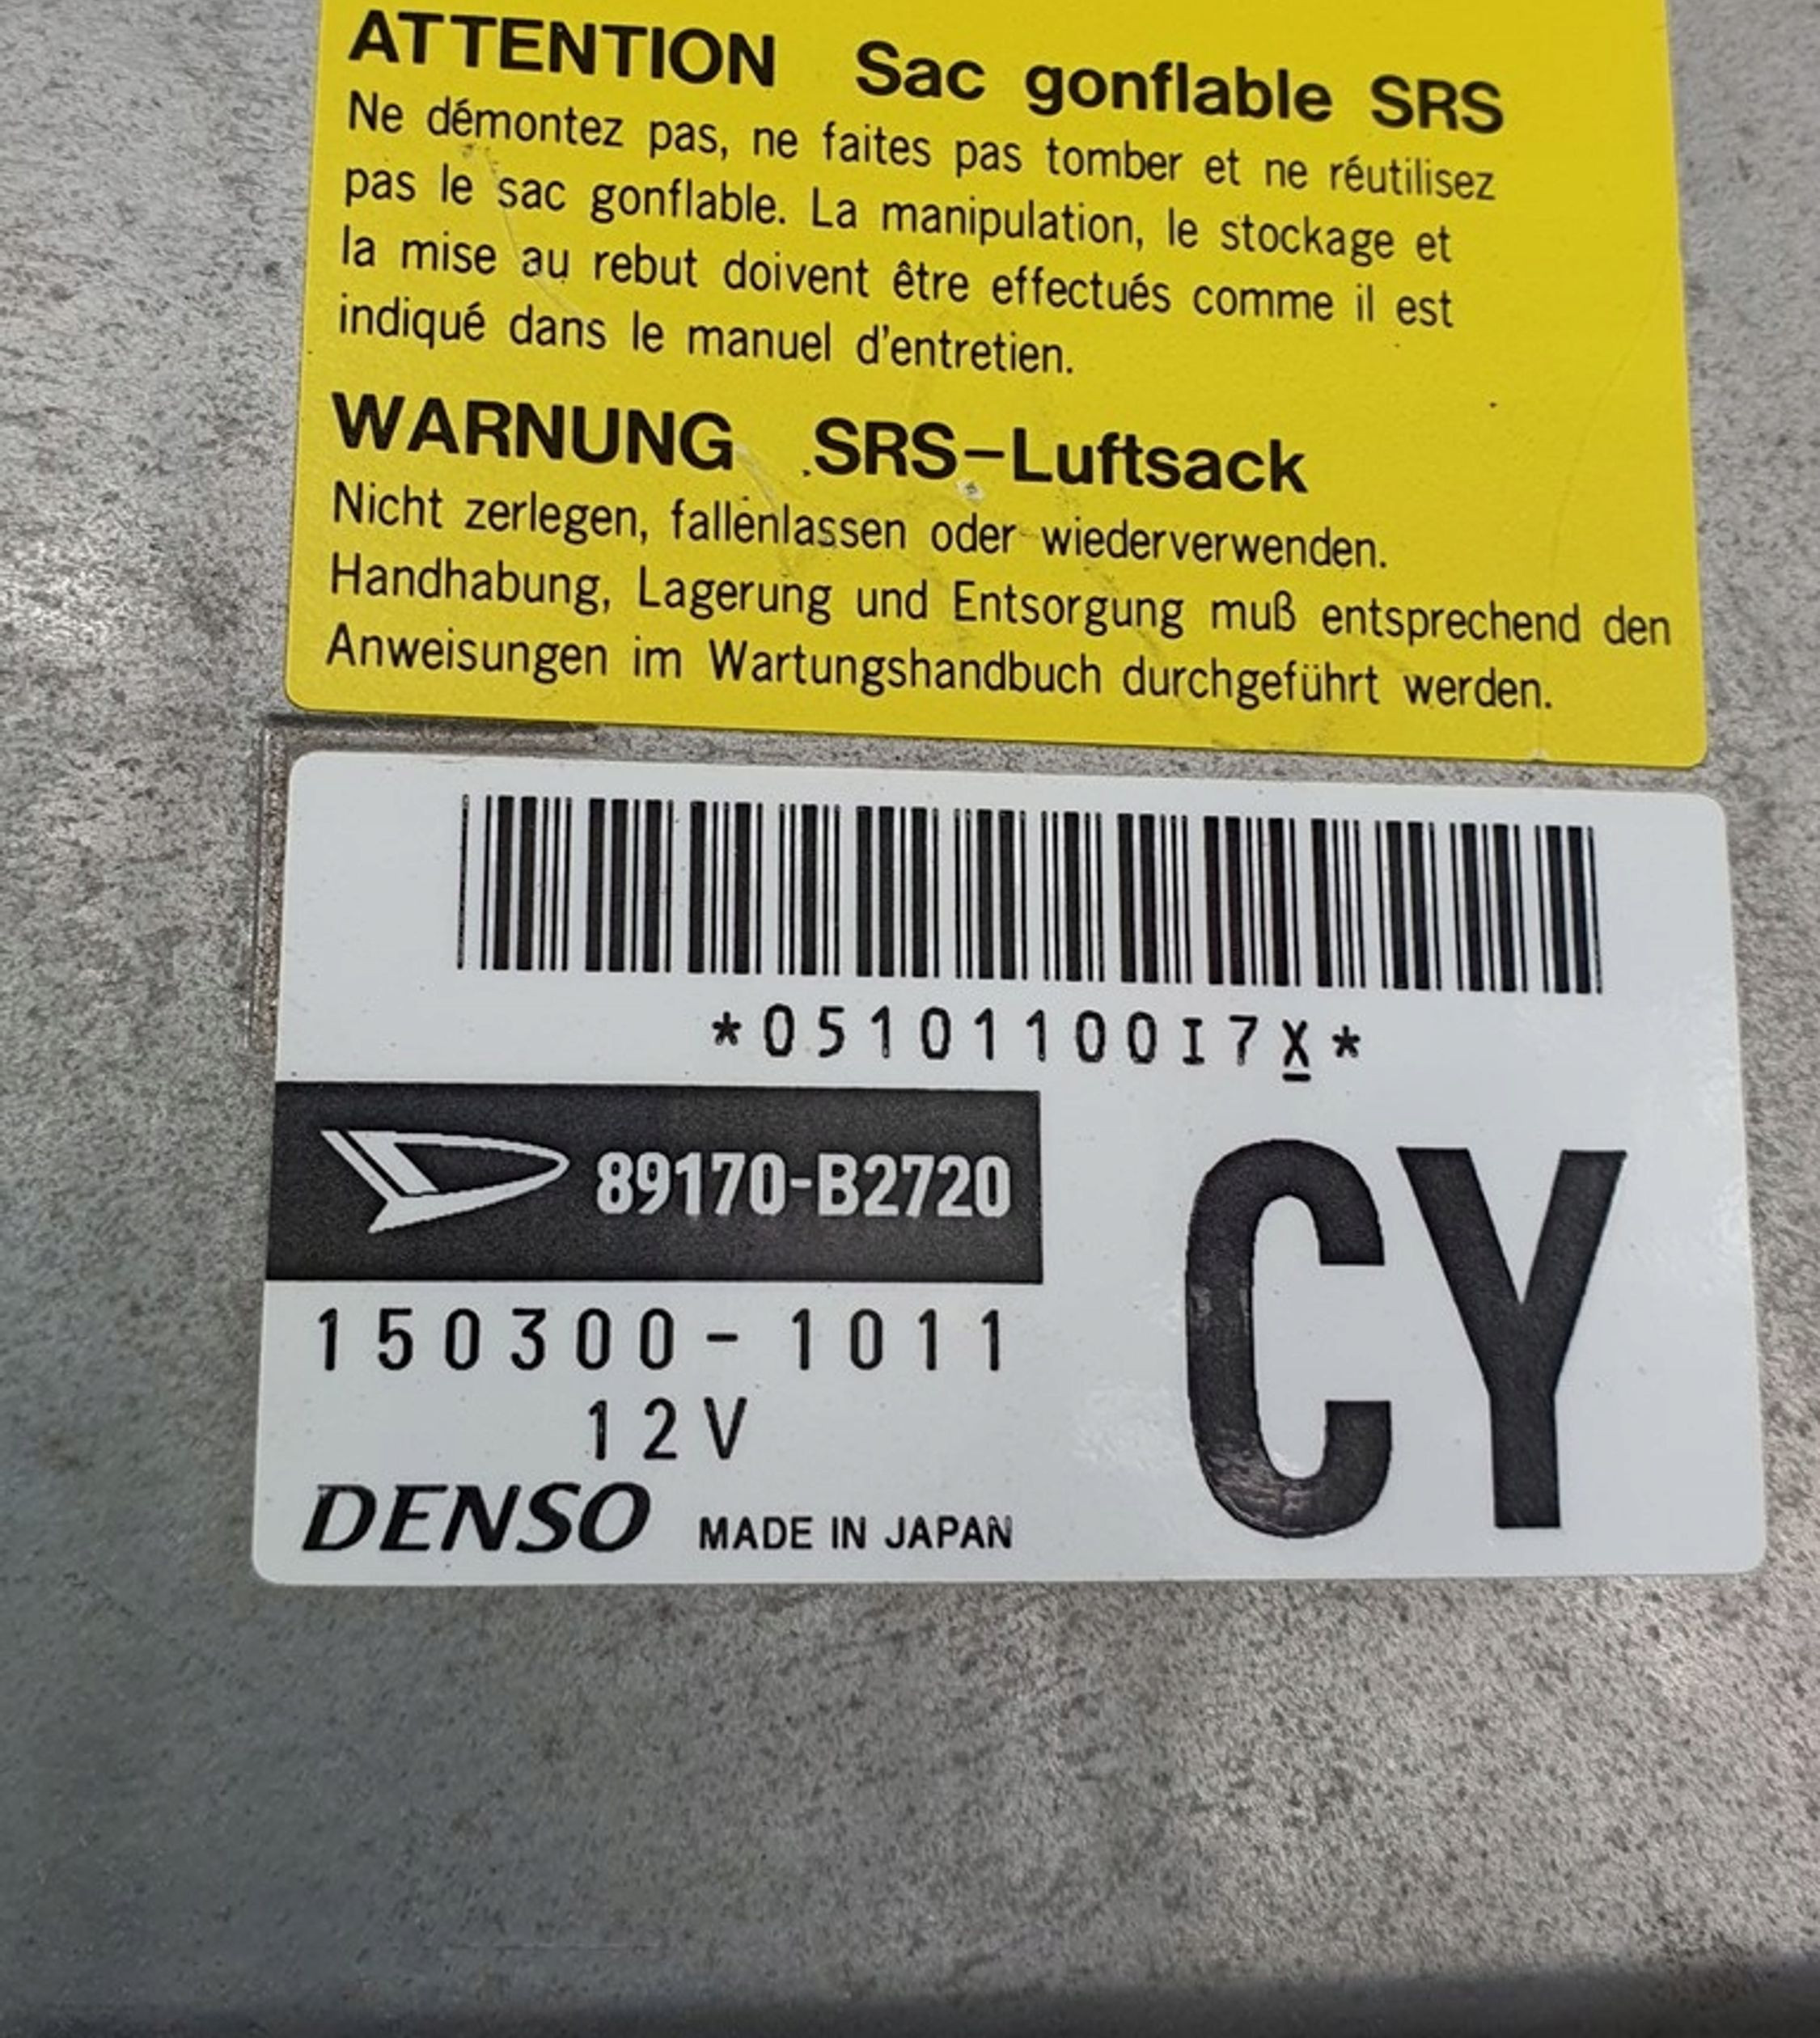 ATTENTION Sac gonflable SRS
Ne démontez pas, ne faites pas tomber et ne réutilisez
pas le sac gonflable. La manipulation, le stockage et
la mise au rebut doivent être effectués comme il est
indiqué dans le manuel d'entretien.
WARNUNG SRS-Luftsack
Nicht zerlegen, fallenlassen oder wiederverwenden.
Handhabung, Lagerung und Entsorgung muß entsprechend den
Anweisungen im Wartungshandbuch durchgeführt werden.
*05101100I7X*
89170-B2720
CY
150300-1011
12V
DENSO MADE IN JAPAN